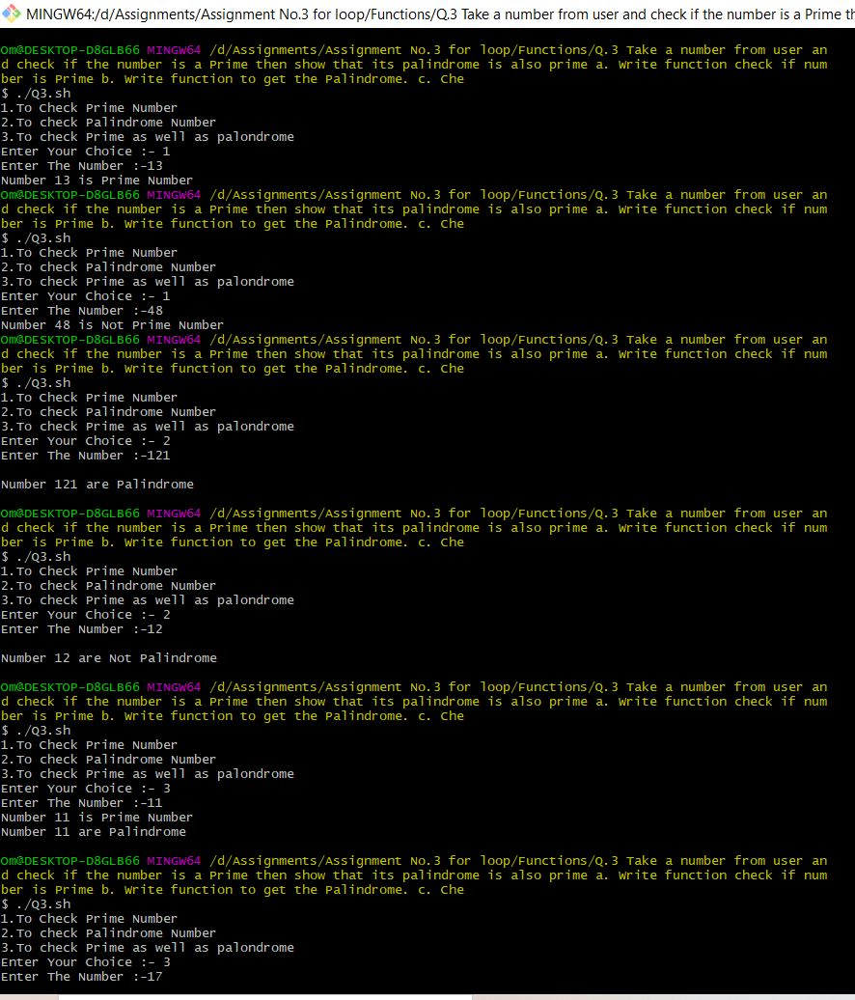 MINGW64:/d/Assignments/Assignment No.3 for loop/Functions/Q.3 Take a number from user and check if the number is a Prime th
Om@DESKTOP-D8GLB66 MINGW64 /d/Assignments/Assignment No.3 for loop/Functions/Q.3 Take a number from user an
d check if the number is a Prime then show that its palindrome is also prime a. Write function check if num
ber is Prime b. Write function to get the Palindrome. c. Che
$ ./Q3.sh
1.To Check Prime Number
2.To check Palindrome Number
3.To check Prime as well as palondrome
Enter Your Choice :- 1
Enter The Number :-13
Number 13 is Prime Number
Om@DESKTOP-D8GLB66 MINGW64 /d/Assignments/Assignment No.3 for loop/Functions/Q.3 Take a number from user an
d check if the number is a Prime then show that its palindrome is also prime a. Write function check if num
ber is Prime b. Write function to get the Palindrome. c. Che
$ ./Q3.sh
1.To Check Prime Number
2.To check Palindrome Number
3.To check Prime as well as palondrome
Enter Your Choice :- 1
Enter The Number :-48
Number 48 is Not Prime Number
Om@DESKTOP-D8GLB66 MINGW64 /d/Assignments/Assignment No.3 for loop/Functions/Q.3 Take a number from user an
d check if the number is a Prime then show that its palindrome is also prime a. Write function check if num
ber is Prime b. Write function to get the Palindrome. c. Che
$ ./Q3.sh
1.To Check Prime Number
2.To check Palindrome Number
3.To check Prime as well as palondrome
Enter Your Choice :- 2
Enter The Number :-121
Number 121 are Palindrome
Om@DESKTOP-D8GLB66 MINGW64 /d/Assignments/Assignment No.3 for loop/Functions/Q.3 Take a number from user an
d check if the number is a Prime then show that its palindrome is also prime a. Write function check if num
ber is Prime b. Write function to get the Palindrome. c. Che
$ ./Q3.sh
1.To Check Prime Number
2.To check Palindrome Number
3.To check Prime as well as palondrome
Enter Your Choice :- 2
Enter The Number :-12
Number 12 are Not Palindrome
Om@DESKTOP-D8GLB66 MINGW64 /d/Assignments/Assignment No.3 for loop/Functions/Q.3 Take a number from user an
d check if the number is a Prime then show that its palindrome is also prime a. Write function check if num
ber is Prime b. Write function to get the Palindrome. c. Che
$ ./Q3.sh
1.To Check Prime Number
2.To check Palindrome Number
3.To check Prime as well as palondrome
Enter Your Choice :- 3
Enter The Number :-11
Number 11 is Prime Number
Number 11 are Palindrome
Om@DESKTOP-D8GLB66 MINGW64 /d/Assignments/Assignment No.3 for loop/Functions/Q.3 Take a number from user an
d check if the number is a Prime then show that its palindrome is also prime a. Write function check if num
ber is Prime b. Write function to get the Palindrome. c. Che
$ ./Q3.sh
1.To Check Prime Number
2.To check Palindrome Number
3.To check Prime as well as palondrome
Enter Your Choice :- 3
Enter The Number :-17